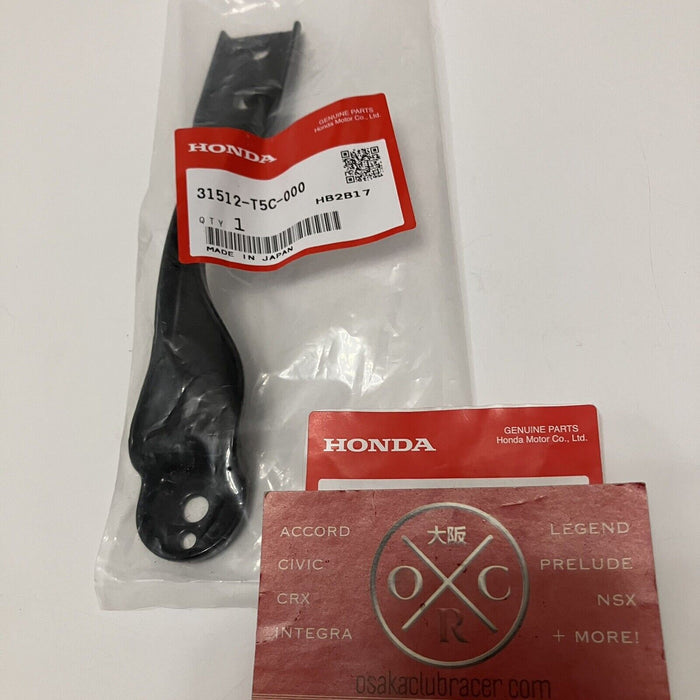 GENUINE PARTS
Honda Motor Co., Ltd.
HONDA
31512-T5C-000
HB2B17
QTY 1
MADE IN JAPAN
GENUINE PARTS
HONDA
Honda Motor Co., Ltd.
大阪
ACCORD
LEGEND
CIVIC
PRELUDE
O C
CRX
NSX
R
INTEGRA
+ MORE!
osakaclubracer.com